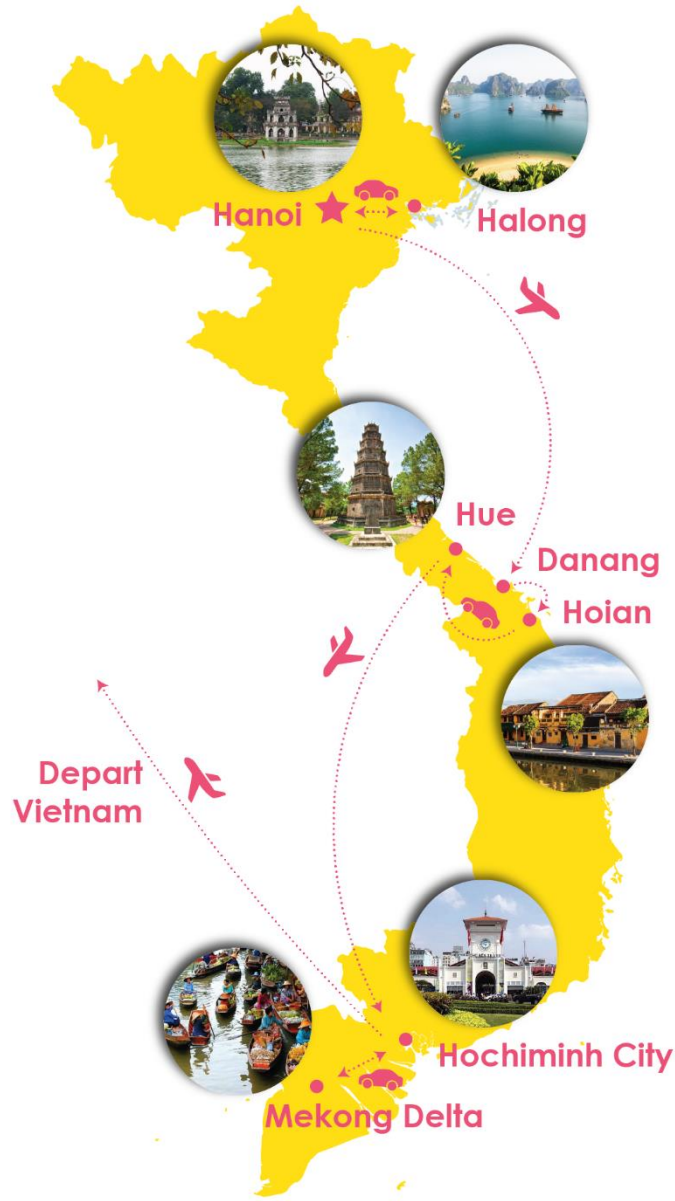 Hanoi
Halong
Hue
Danang
Hoian
Depart
Vietnam
Hochiminh City
Mekong Delta